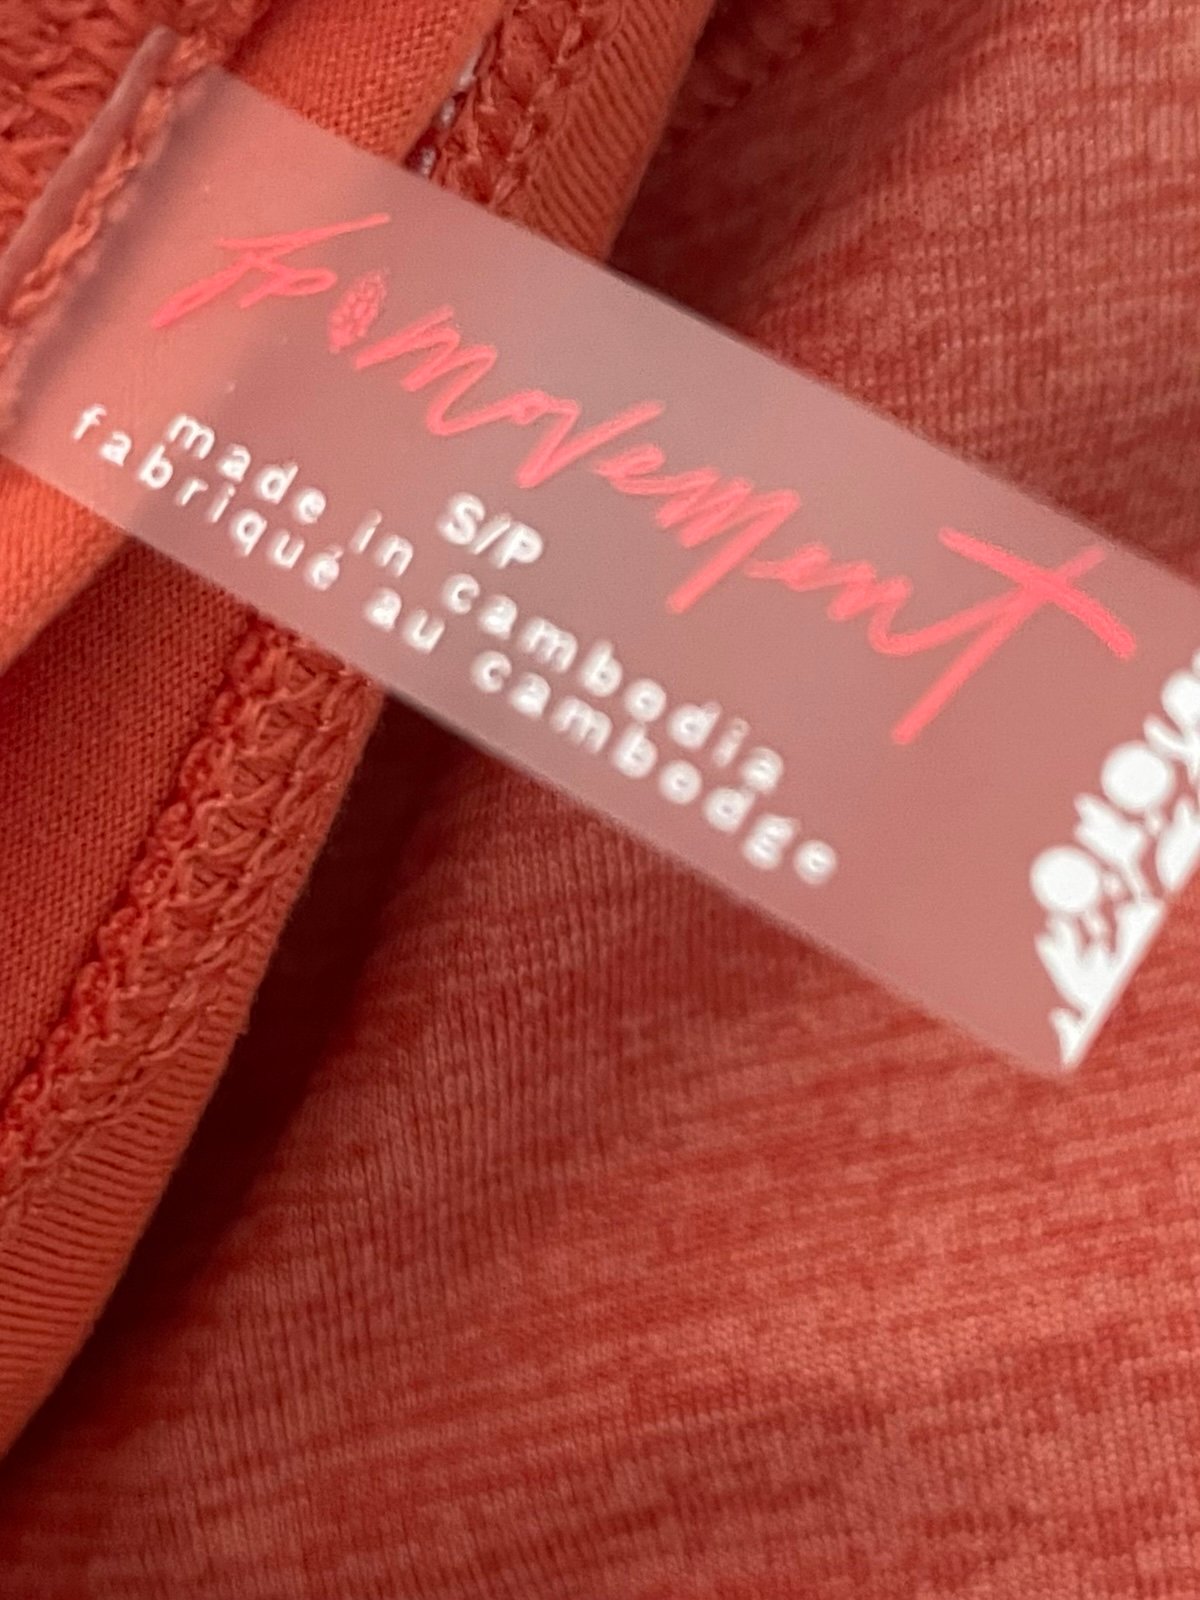 fp movement
S/P
made in cambodia
fabriqué au cambodge